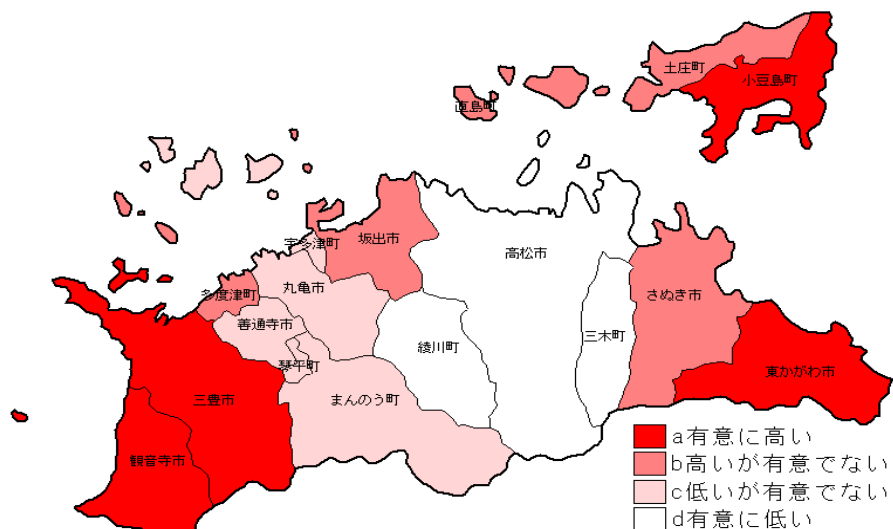 土庄町
小豆島町
直島町
坂出市
宇多津町
高松市
丸亀市
多度津町
さぬき市
善通寺市
三木町
綾川町
琴平町
東かがわ市
三豊市
まんのう町
観音寺市
a有意に高い
b高いが有意でない
c低いが有意でない
d有意に低い